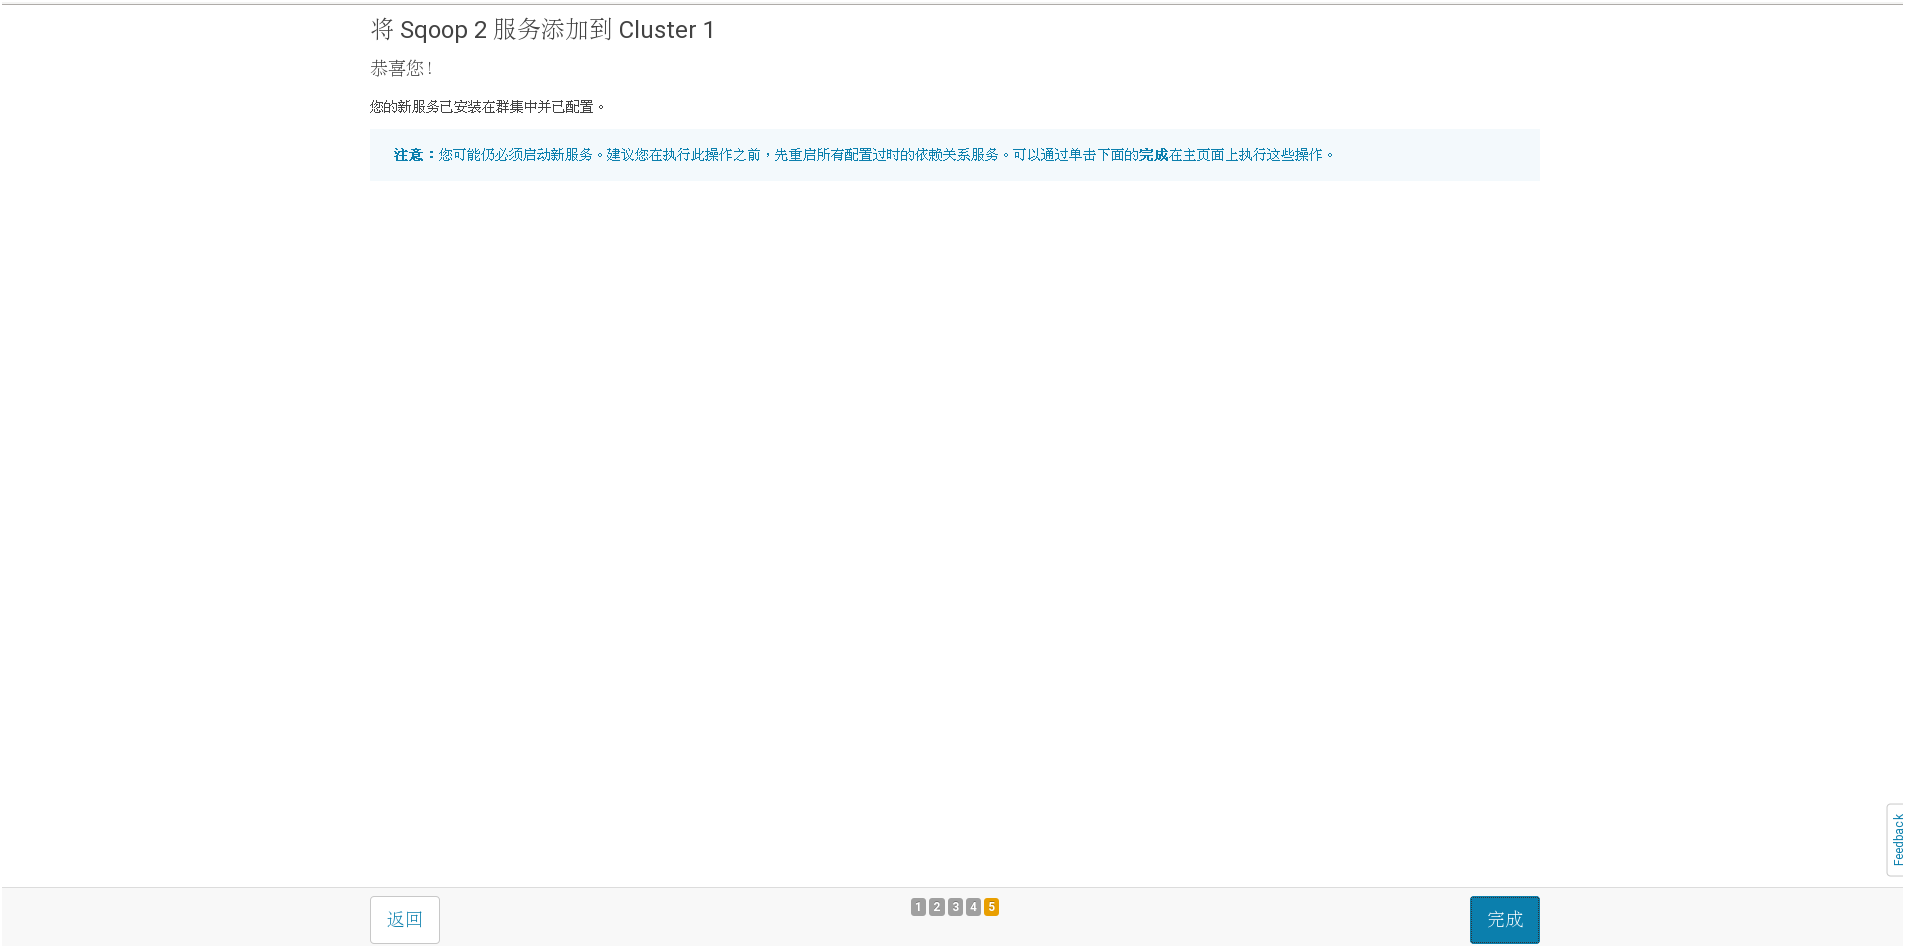 将 Sqoop 2 服务添加到 Cluster 1
恭喜您！
您的新服务已安装在群集中并已配置。
注意：您可能仍必须启动新服务。建议您在执行此操作之前，先重启所有配置过时的依赖关系服务。可以通过单击下面的完成在主页面上执行这些操作。
Feedback
返回
1 2 3 4 5
完成